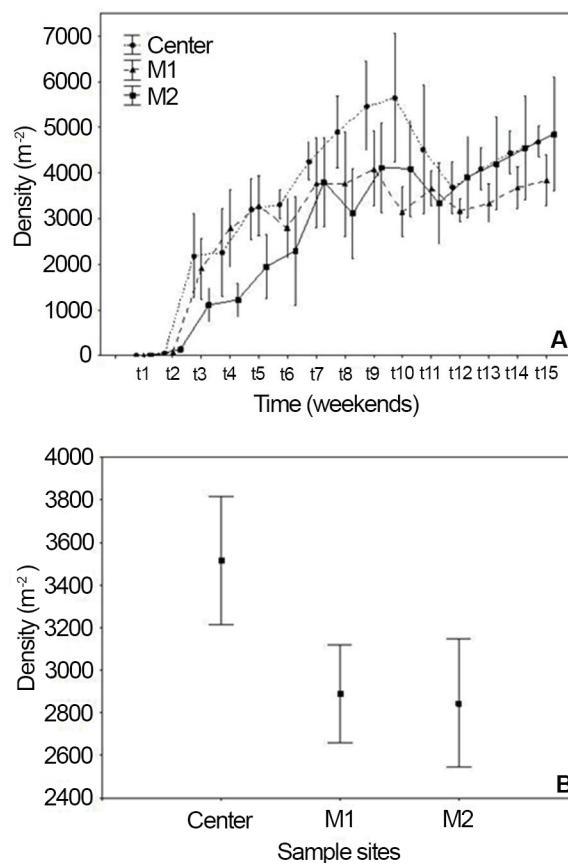 7000
6000
5000
4000
3000
2000
1000
0
Density (m⁻²)
Center
M1
M2
A
t1 t2 t3 t4 t5 t6 t7 t8 t9 t10 t11 t12 t13 t14 t15
Time (weekends)
4000
3800
3600
3400
3200
3000
2800
2600
2400
Density (m⁻²)
B
Center M1 M2
Sample sites